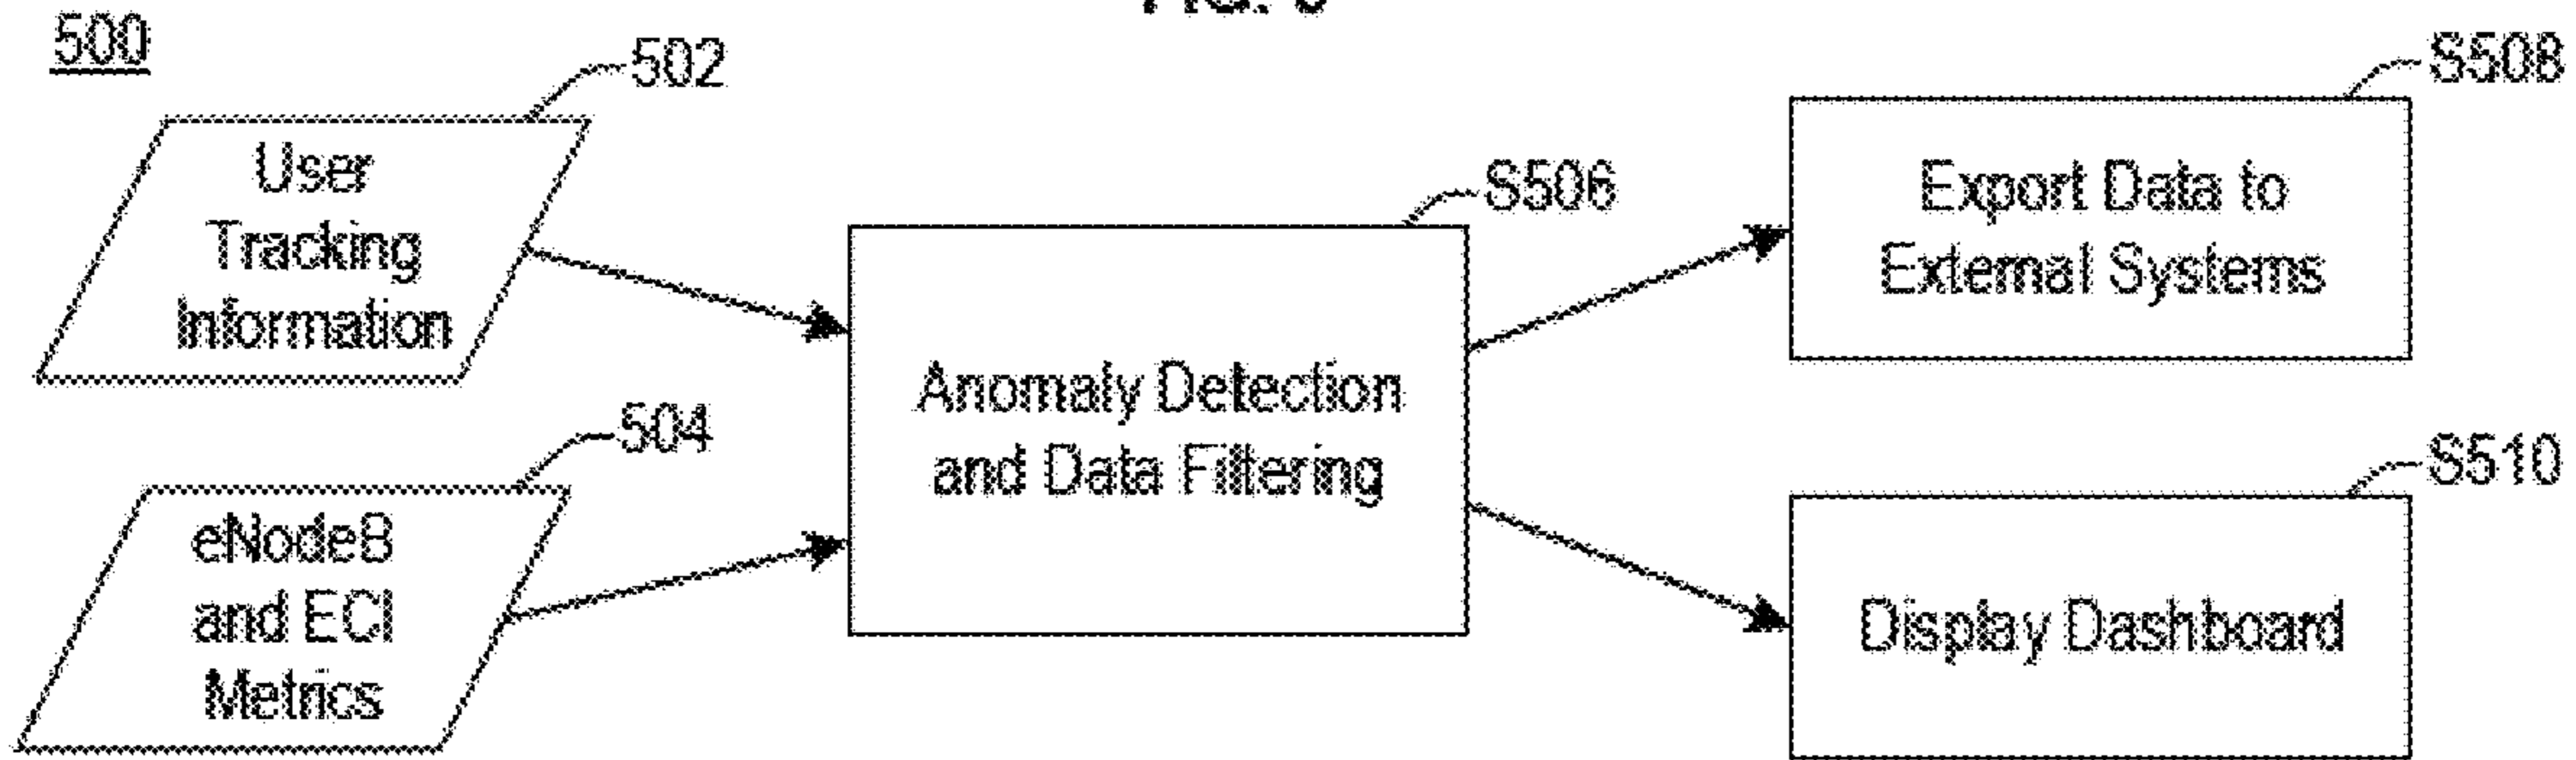 500
502
User
Tracking
Information
504
eNodeB
and ECI
Metrics
S506
Anomaly Detection
and Data Filtering
S508
Export Data to
External Systems
S510
Display Dashboard